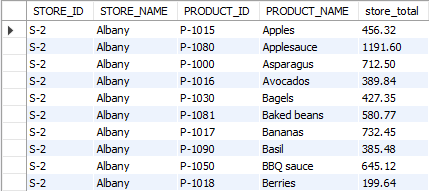 STORE_ID STORE_NAME PRODUCT_ID PRODUCT_NAME store_total
S-2 Albany P-1015 Apples 456.32
S-2 Albany P-1080 Applesauce 1191.60
S-2 Albany P-1000 Asparagus 712.50
S-2 Albany P-1016 Avocados 389.84
S-2 Albany P-1030 Bagels 427.35
S-2 Albany P-1081 Baked beans 580.77
S-2 Albany P-1017 Bananas 732.45
S-2 Albany P-1090 Basil 385.48
S-2 Albany P-1050 BBQ sauce 645.12
S-2 Albany P-1018 Berries 199.64